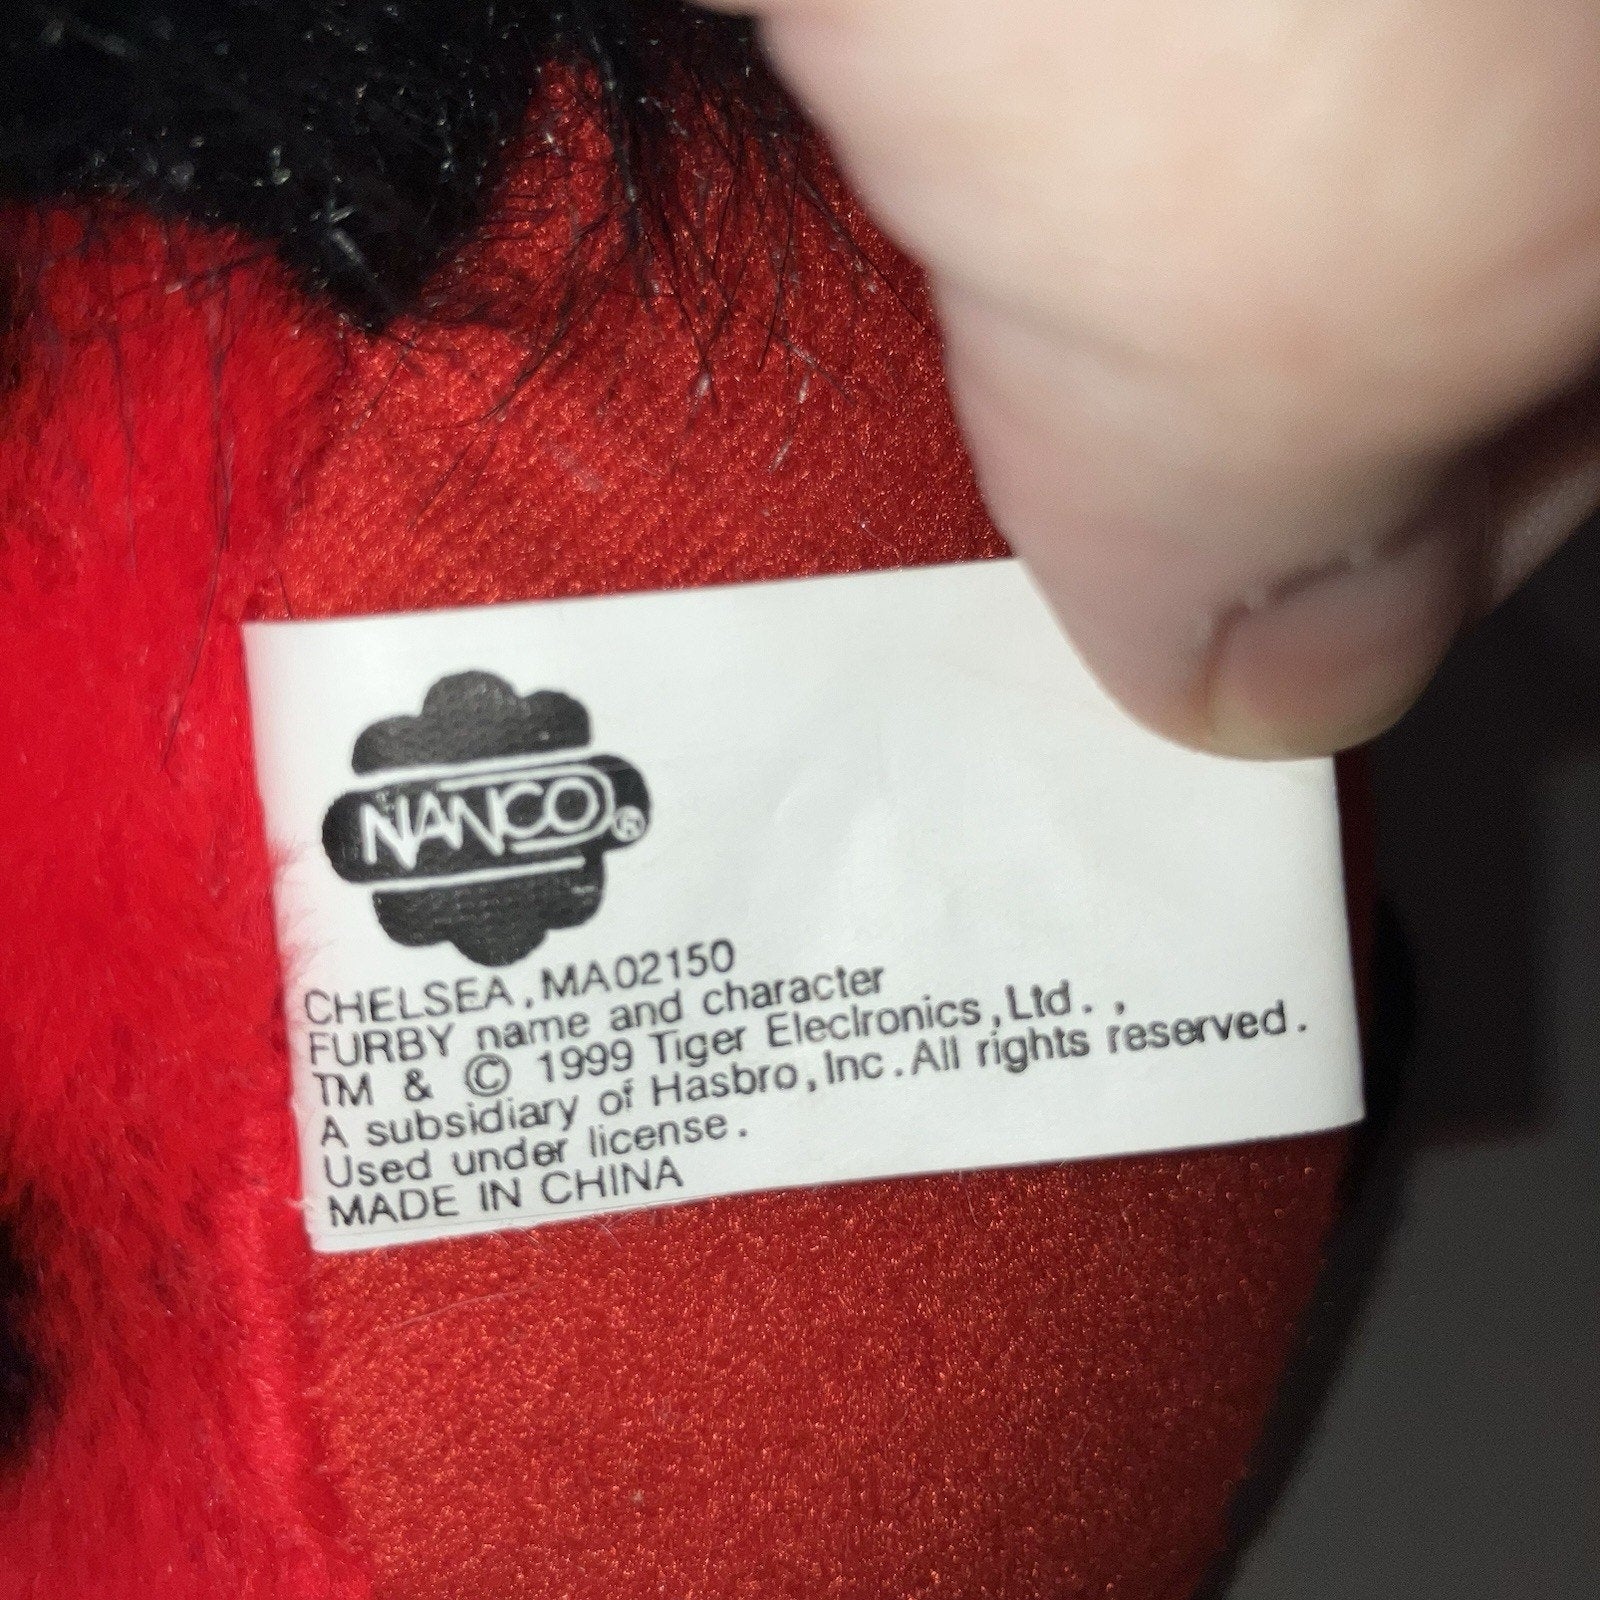 NANCO®
CHELSEA, MA02150
FURBY name and character
TM & © 1999 Tiger Eleclronics, Ltd. ,
A subsidiary of Hasbro, Inc. All rights reserved.
Used under license.
MADE IN CHINA